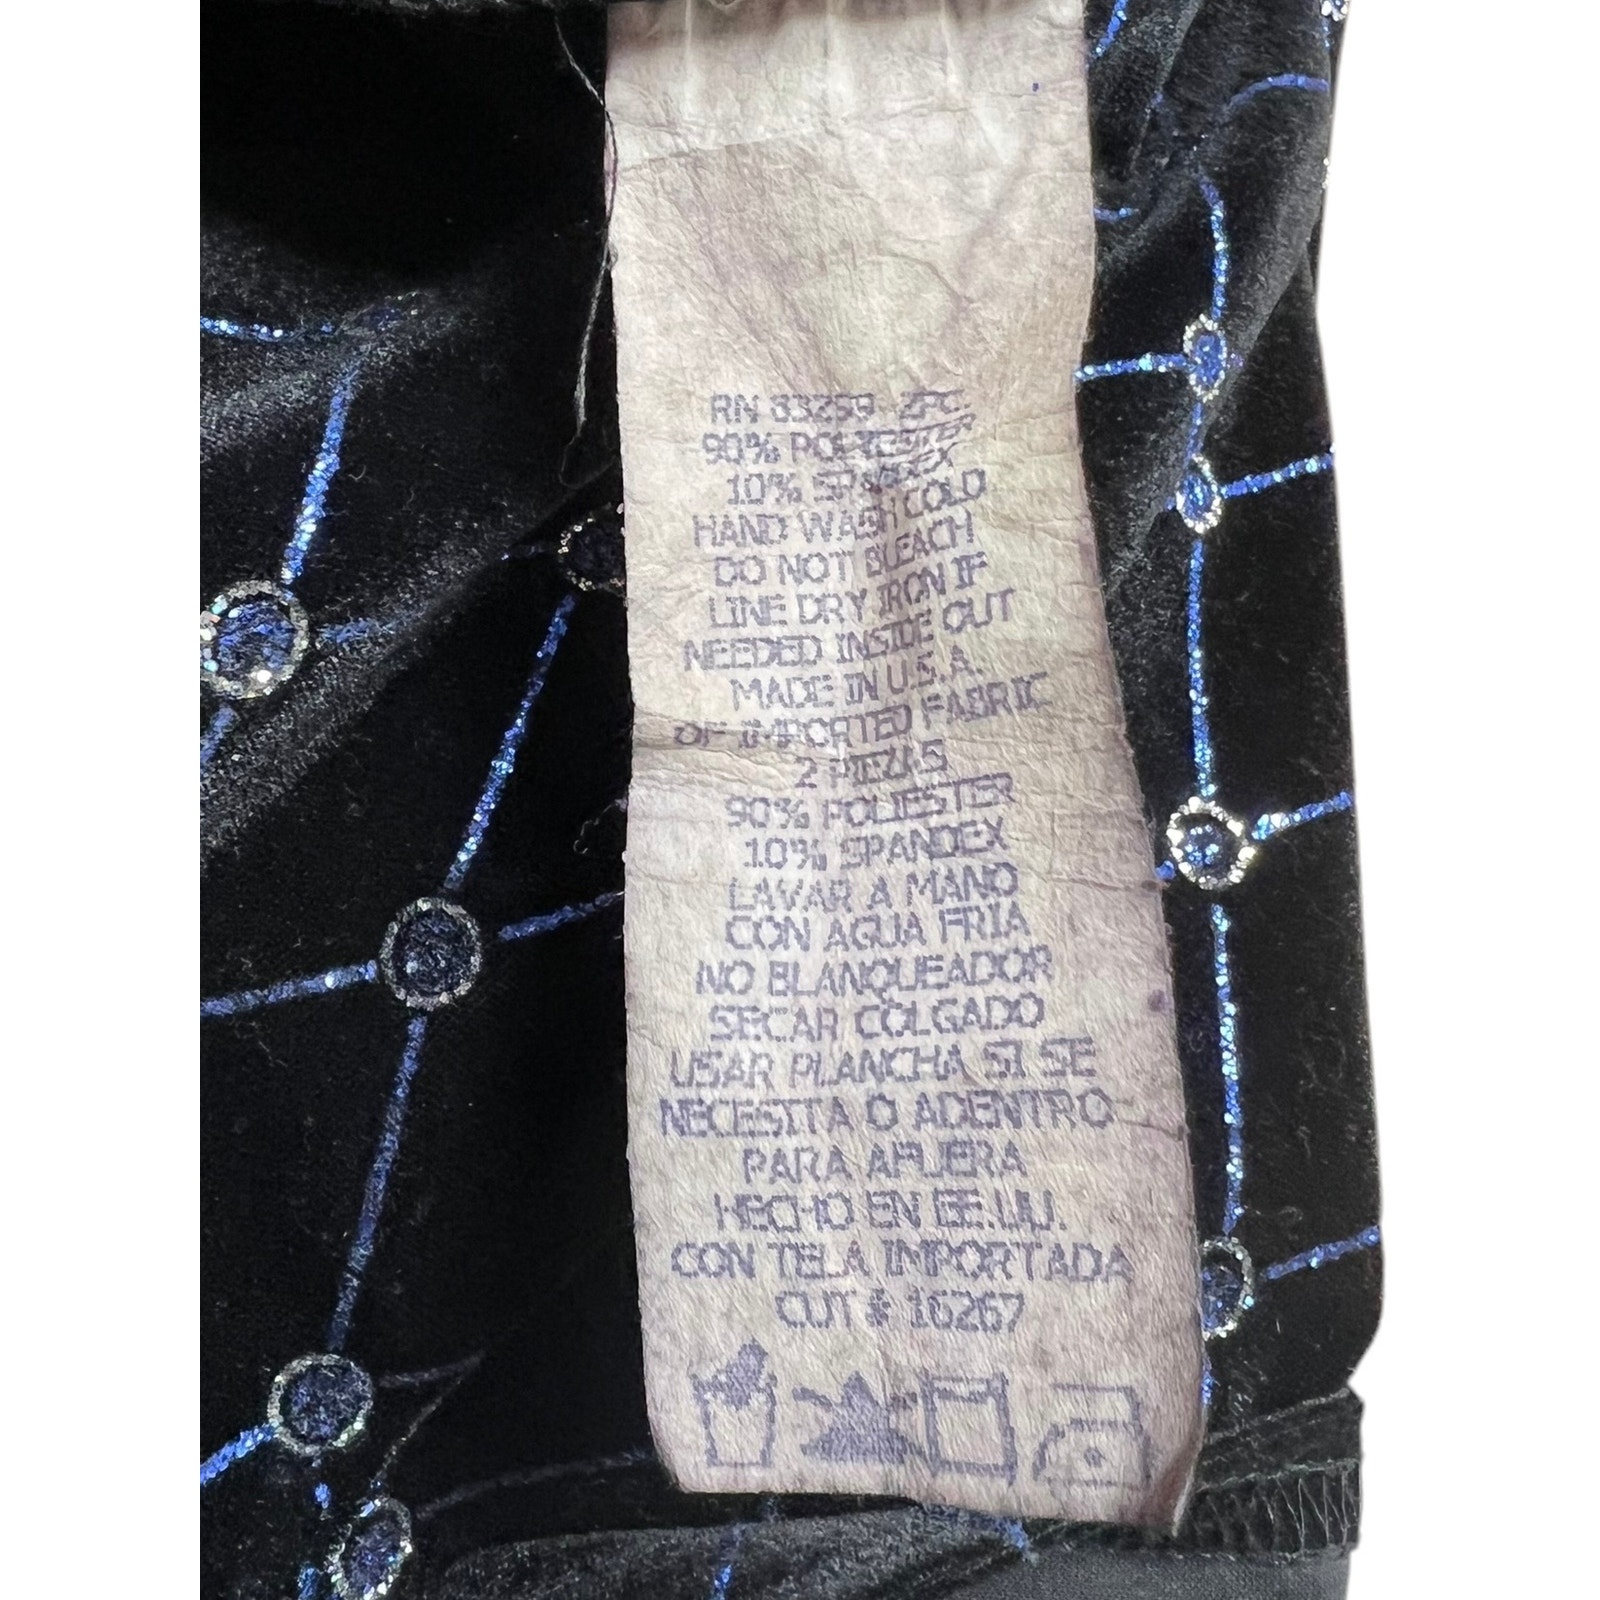 RN 83259 2PC.
90% POLYESTER
10% SPANDEX
HAND WASH COLD
DO NOT BLEACH
LINE DRY IRON IF
NEEDED INSIDE OUT
MADE IN U.S.A.
OF IMPORTED FABRIC
2 PIEZAS
90% POLIESTER
10% SPANDEX
LAVAR A MANO
CON AGUA FRIA
NO BLANQUEADOR
SECAR COLGADO
USAR PLANCHA SI SE
NECESITA O ADENTRO
PARA AFUERA
HECHO EN EE.UU.
CON TELA IMPORTADA
CUT # 16267